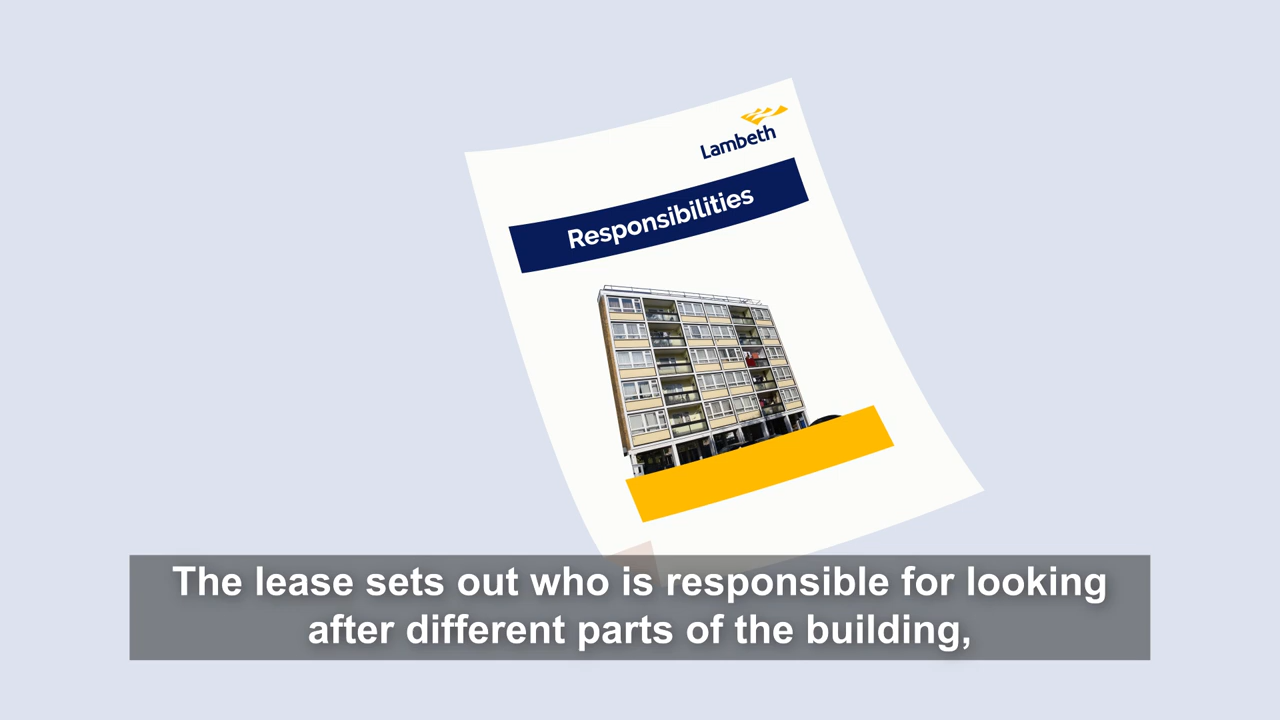 Lambeth
Responsibilities
The lease sets out who is responsible for looking
after different parts of the building,